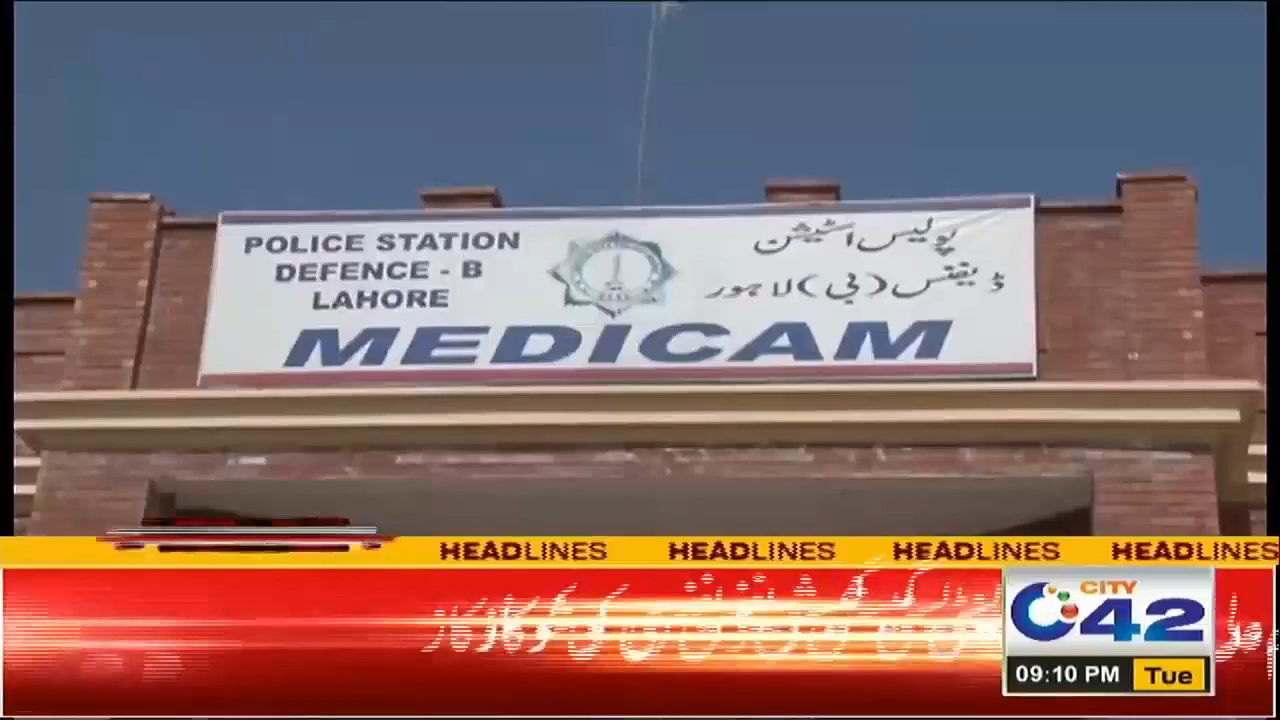 POLICE STATION
DEFENCE - B
LAHORE
پولیس اسٹیشن
ڈیفنس (بی) لاہور
MEDICAM
HEADLINES HEADLINES HEADLINES HEADLINES
CITY
42
09:10 PM Tue